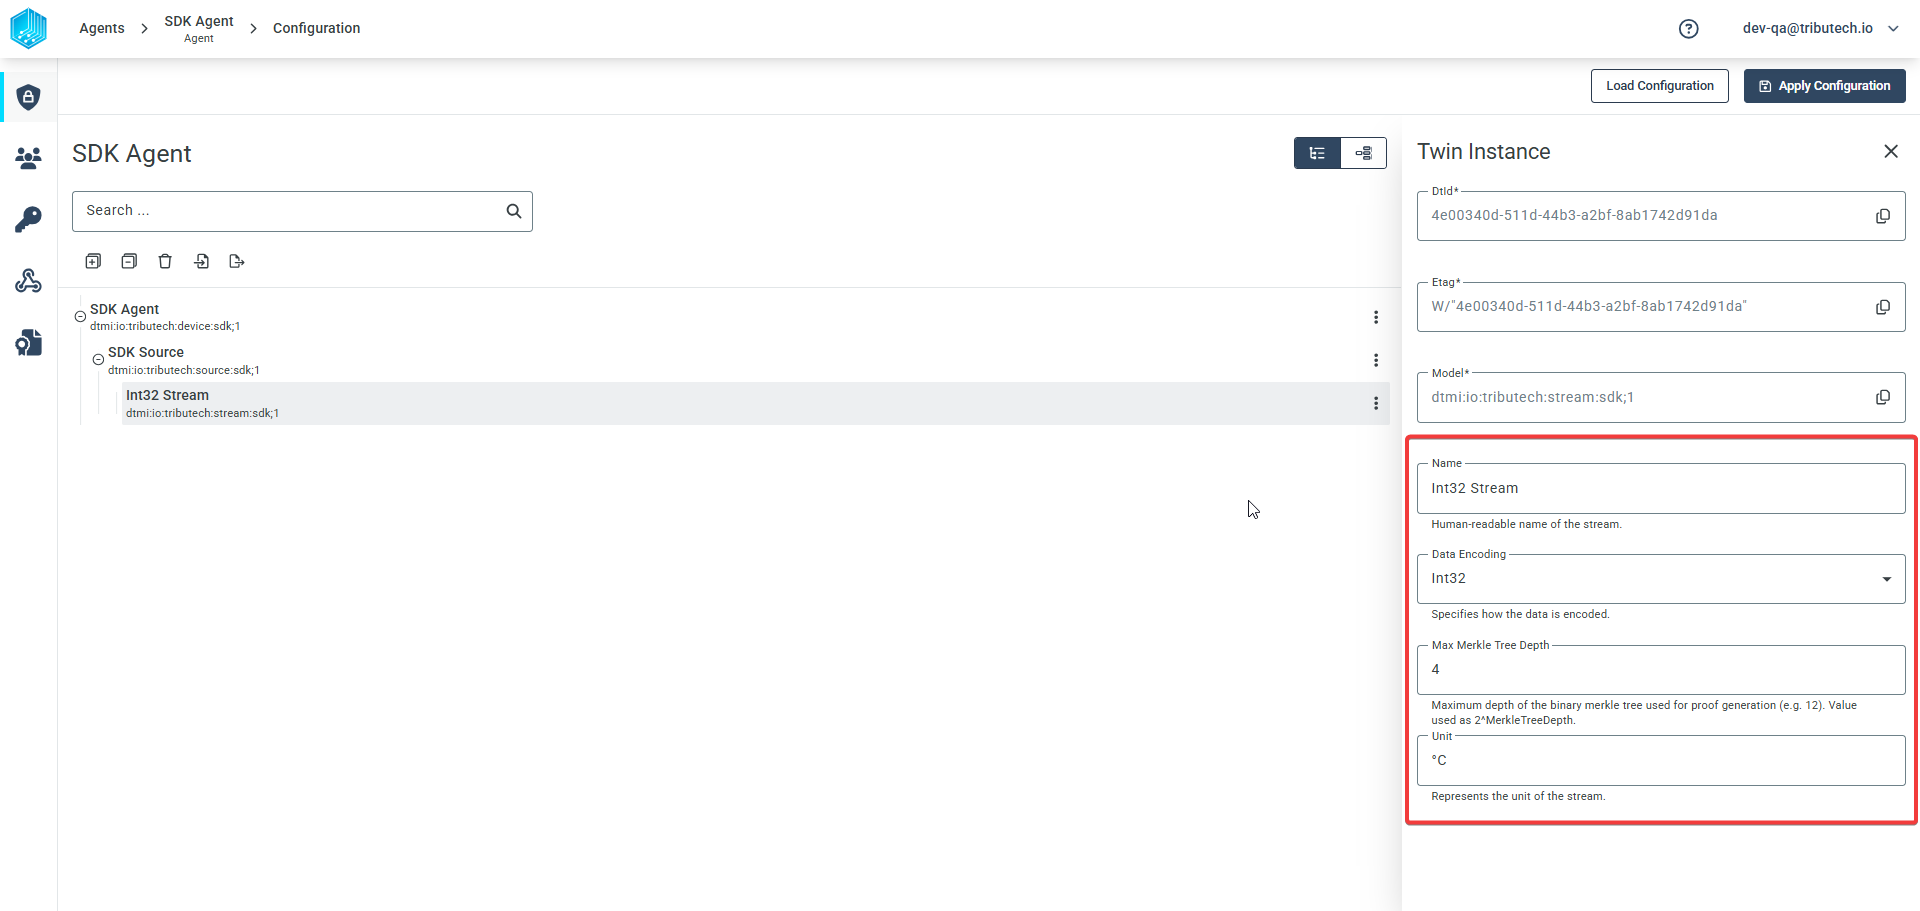 Agents
SDK Agent
Agent
Configuration
dev-qa@tributech.io
Load Configuration
Apply Configuration
SDK Agent
Search ...
SDK Agent
dtmi:io:tributech:device:sdk;1
SDK Source
dtmi:io:tributech:source:sdk;1
Int32 Stream
dtmi:io:tributech:stream:sdk;1
Twin Instance
DtId*
4e00340d-511d-44b3-a2bf-8ab1742d91da
Etag*
W/"4e00340d-511d-44b3-a2bf-8ab1742d91da"
Model*
dtmi:io:tributech:stream:sdk;1
Name
Int32 Stream
Human-readable name of the stream.
Data Encoding
Int32
Specifies how the data is encoded.
Max Merkle Tree Depth
4
Maximum depth of the binary merkle tree used for proof generation (e.g. 12). Value
used as 2^MerkleTreeDepth.
Unit
°C
Represents the unit of the stream.